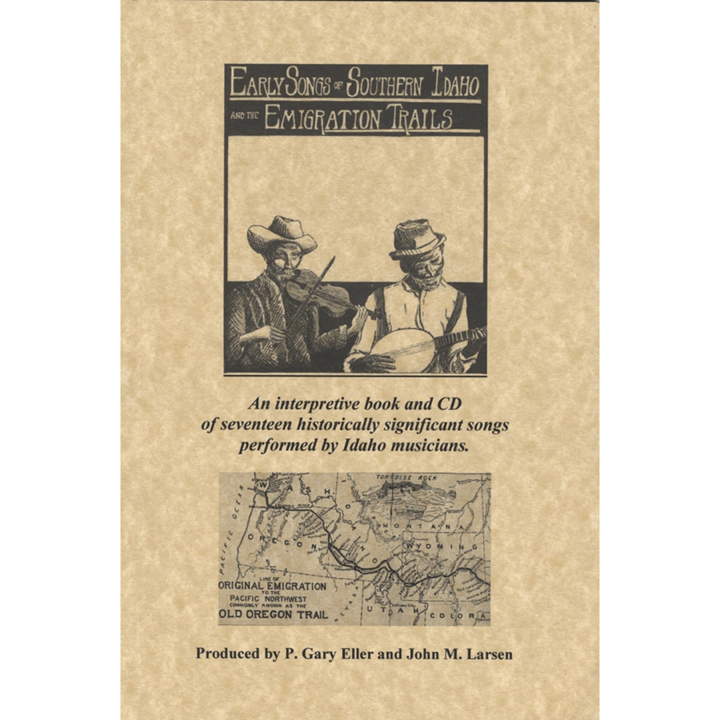 EARLY SONGS OF SOUTHERN IDAHO
AND THE EMIGRATION TRAILS
An interpretive book and CD
of seventeen historically significant songs
performed by Idaho musicians.
TORTOISE ROCK
WASH.
PACIFIC OCEAN
MONTANA
OREGON
WYOMING
LINE OF
ORIGINAL EMIGRATION
TO THE
PACIFIC NORTHWEST
COMMONLY KNOWN AS THE
OLD OREGON TRAIL
UTAH
COLORA
Produced by P. Gary Eller and John M. Larsen